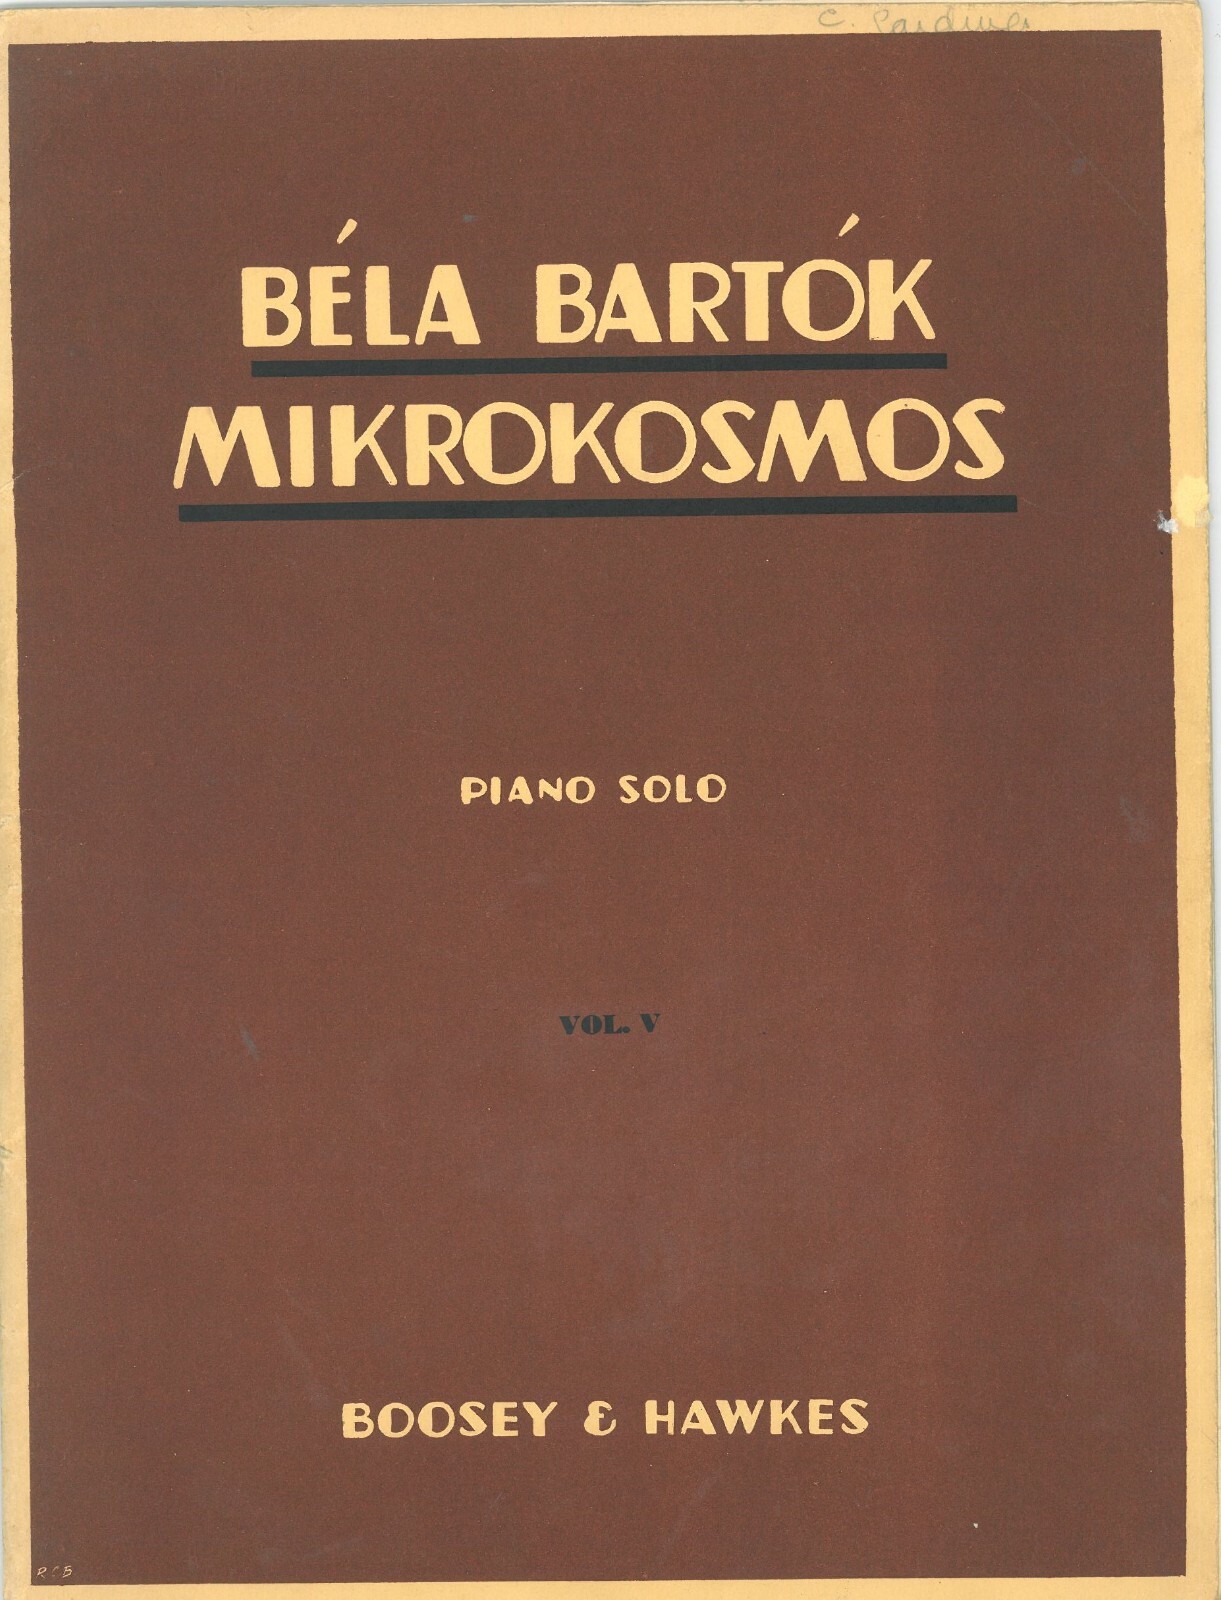 BÉLA BARTÓK
MIKROKOSMOS
PIANO SOLO
VOL. V
BOOSEY & HAWKES